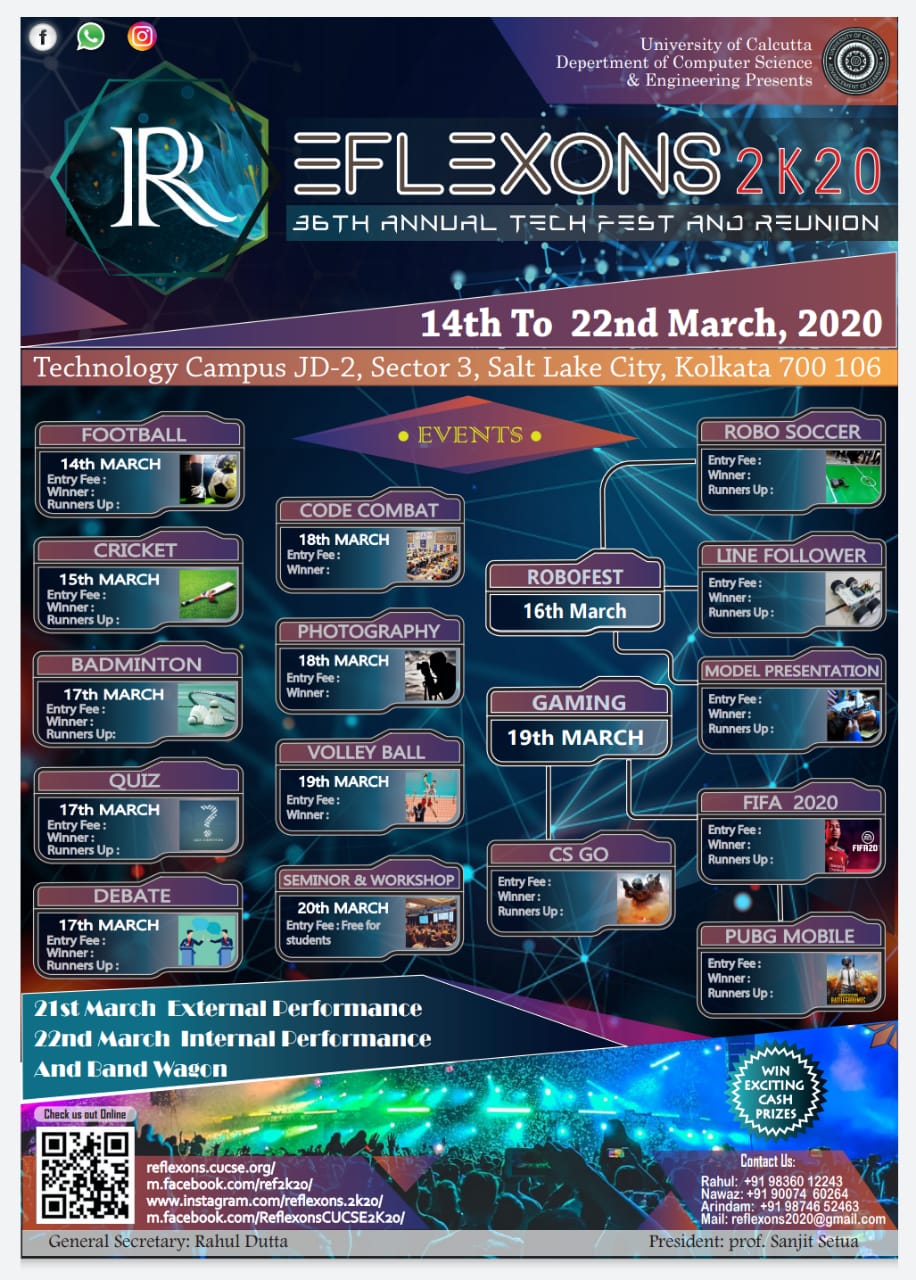 University of Calcutta
Depertment of Computer Science
& Engineering Presents
REFLEXONS 2K20
36TH ANNUAL TECH FEST AND REUNION
14th To 22nd March, 2020
Technology Campus JD-2, Sector 3, Salt Lake City, Kolkata 700 106
• EVENTS •
FOOTBALL
14th MARCH
Entry Fee :
Winner :
Runners Up :
CRICKET
15th MARCH
Entry Fee :
Winner :
Runners Up :
BADMINTON
17th MARCH
Entry Fee :
Winner :
Runners Up:
QUIZ
17th MARCH
Entry Fee :
Winner :
Runners Up :
DEBATE
17th MARCH
Entry Fee :
Winner :
Runners Up :
CODE COMBAT
18th MARCH
Entry Fee :
Winner :
PHOTOGRAPHY
18th MARCH
Entry Fee :
Winner :
VOLLEY BALL
19th MARCH
Entry Fee :
Winner :
SEMINOR & WORKSHOP
20th MARCH
Entry Fee : Free for
students
ROBOFEST
16th March
GAMING
19th MARCH
CS GO
Entry Fee :
Winner :
Runners Up :
ROBO SOCCER
Entry Fee :
Winner :
Runners Up :
LINE FOLLOWER
Entry Fee :
Winner :
Runners Up :
MODEL PRESENTATION
Entry Fee :
Winner :
Runners Up :
FIFA 2020
Entry Fee :
Winner :
Runners Up :
FIFA20
PUBG MOBILE
Entry Fee :
Winner :
Runners Up :
21st March External Performance
22nd March Internal Performance
And Band Wagon
WIN
EXCITING
CASH
PRIZES
Check us out Online
reflexons.cucse.org/
m.facebook.com/ref2k20/
www.instagram.com/reflexons.2k20/
m.facebook.com/ReflexonsCUCSE2K20/
Contact Us:
Rahul: +91 98360 12243
Nawaz: +91 90074 60264
Arindam: +91 98746 52463
Mail: reflexons2020@gmail.com
General Secretary: Rahul Dutta
President: prof. Sanjit Setua